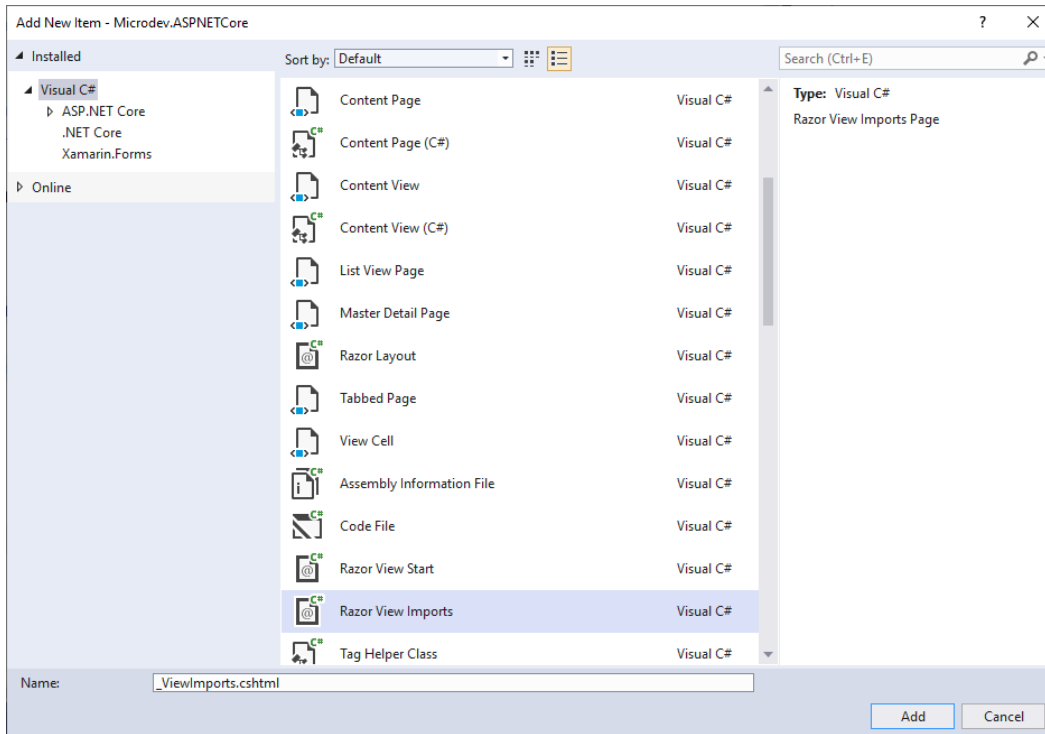 Add New Item - Microdev.ASPNETCore ?
Installed
Visual C#
ASP.NET Core
.NET Core
Xamarin.Forms
Online
Sort by: Default
Search (Ctrl+E)
C# Content Page Visual C#
Content Page (C#) Visual C#
Content View Visual C#
C# Content View (C#) Visual C#
List View Page Visual C#
Master Detail Page Visual C#
C# @ Razor Layout Visual C#
Tabbed Page Visual C#
View Cell Visual C#
C# i Assembly Information File Visual C#
C# Code File Visual C#
C# @ Razor View Start Visual C#
C# @ Razor View Imports Visual C#
C# Tag Helper Class Visual C#
Type: Visual C#
Razor View Imports Page
Name: _ViewImports.cshtml
Add Cancel